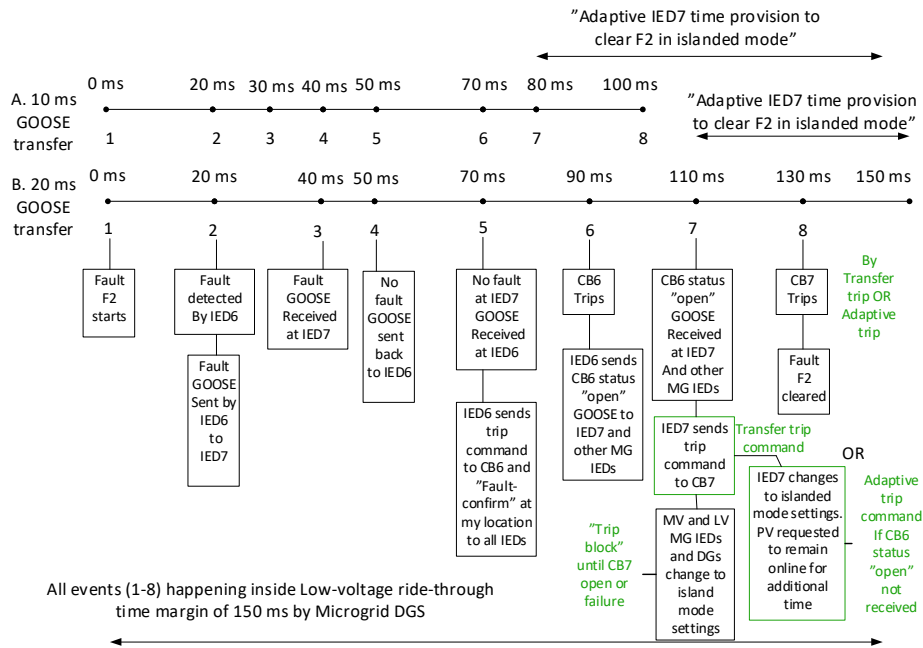 ”Adaptive IED7 time provision to
clear F2 in islanded mode”
0 ms
20 ms
30 ms
40 ms
50 ms
70 ms
80 ms
100 ms
A. 10 ms
GOOSE
transfer
1
2
3
4
5
6
7
8
”Adaptive IED7 time provision
to clear F2 in islanded mode”
0 ms
20 ms
40 ms
50 ms
70 ms
90 ms
110 ms
130 ms
150 ms
B. 20 ms
GOOSE
transfer
1
2
3
4
5
6
7
8
Fault
F2
starts
Fault
detected
By IED6
Fault
GOOSE
Sent by
IED6
to
IED7
Fault
GOOSE
Received
at IED7
No
fault
GOOSE
sent
back
to IED6
No fault
at IED7
GOOSE
Received
at IED6
IED6 sends
trip
command
to CB6 and
”Fault-
confirm” at
my location
to all IEDs
CB6
Trips
IED6 sends
CB6 status
”open”
GOOSE to
IED7 and
other MG
IEDs
CB6 status
”open”
GOOSE
Received
at IED7
And other
MG IEDs
IED7 sends
trip
command
to CB7
MV and LV
MG IEDs
and DGs
change to
island
mode
settings
”Trip
block”
until CB7
open or
failure
CB7
Trips
Fault
F2
cleared
By
Transfer
trip OR
Adaptive
trip
Transfer trip
command
OR
IED7 changes
to islanded
mode settings.
PV requested
to remain
online for
additional
time
Adaptive
trip
command
If CB6
status
”open”
not
received
All events (1-8) happening inside Low-voltage ride-through
time margin of 150 ms by Microgrid DGS